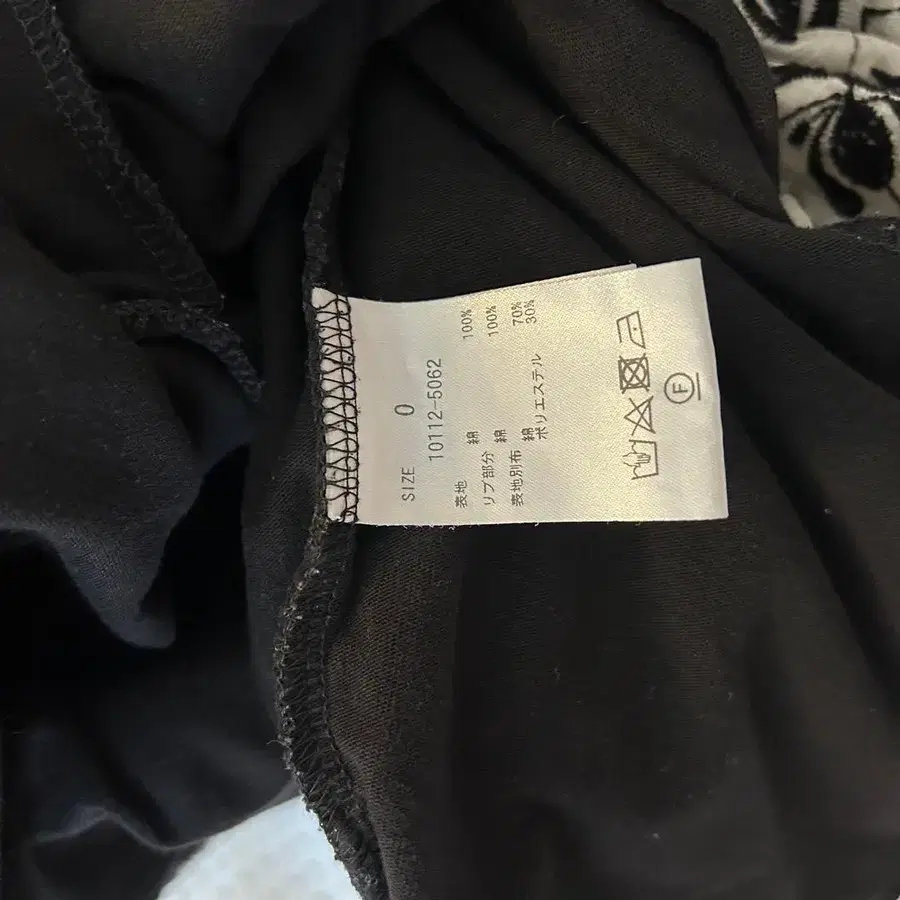 SIZE 0
10112-5062
表地 綿 100%
リブ部分 綿 100%
表地別布 綿 70%
ポリエステル 30%
F